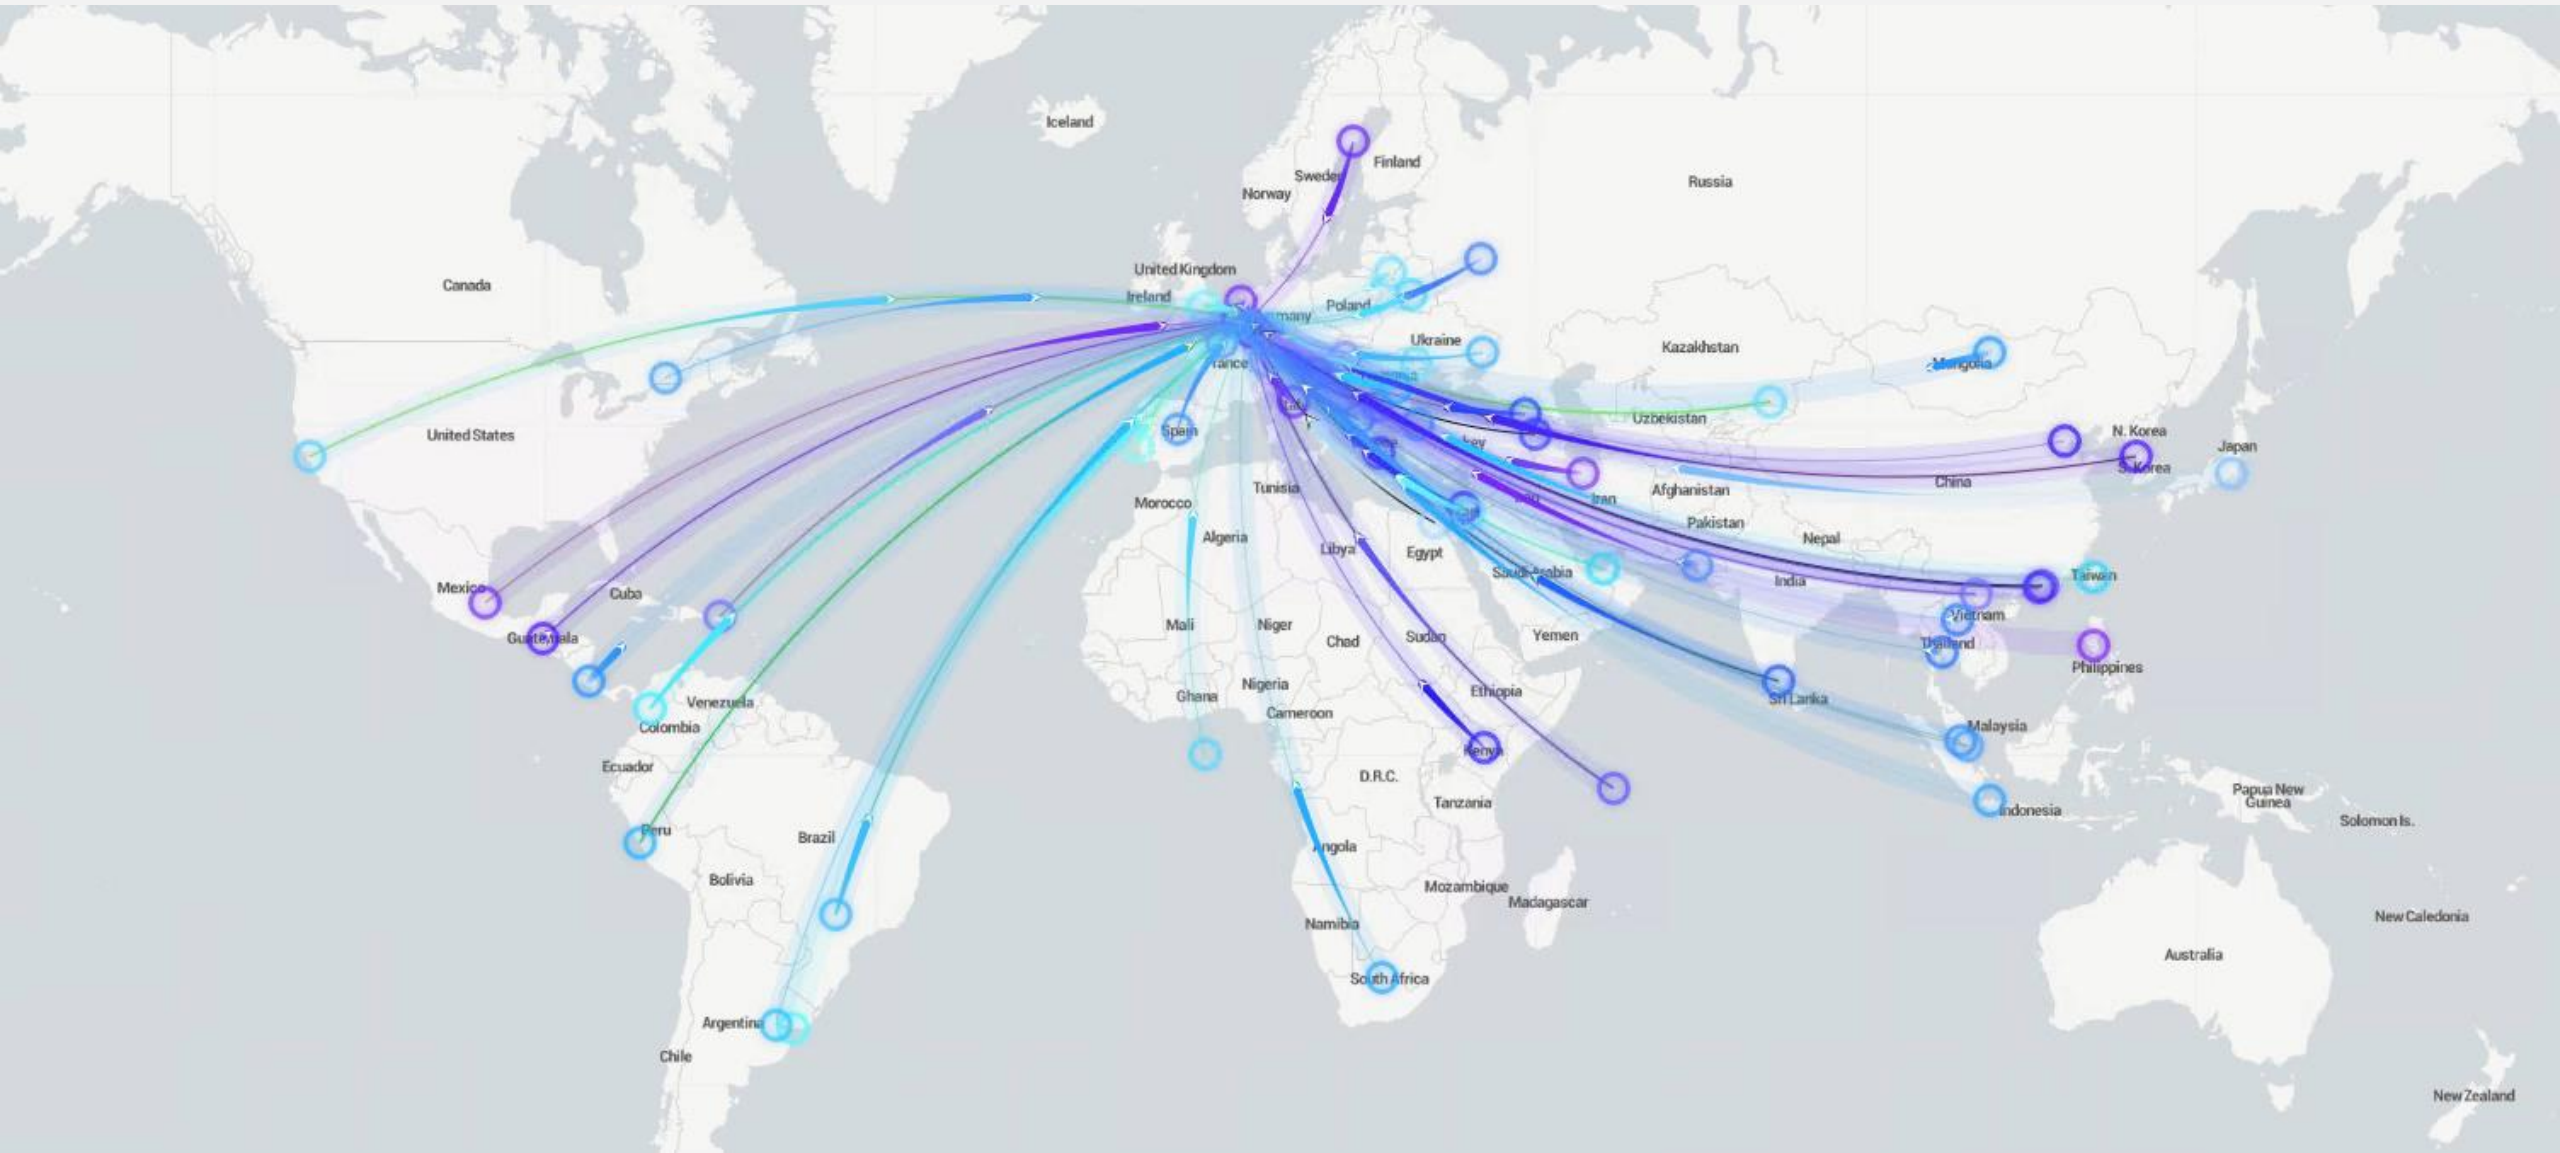 Iceland
Finland
Sweden
Norway
Russia
United Kingdom
Ireland
Canada
Poland
many
Ukraine
Kazakhstan
Mongolia
rance
Uzbekistan
United States
Spain
N. Korea
Japan
S. Korea
key
China
Tunisia
Afghanistan
Iran
Morocco
Pakistan
Algeria
Nepal
Libya
Egypt
Saudi Arabia
Taiwan
India
Mexico
Cuba
Vietnam
Mali
Niger
Chad
Sudan
Yemen
Guatemala
Thailand
Philippines
Nigeria
Ethiopia
Ghana
Sri Lanka
Venezuela
Cameroon
Colombia
Malaysia
Kenya
Ecuador
D.R.C.
Papua New
Guinea
Tanzania
Indonesia
Solomon Is.
Peru
Brazil
Angola
Bolivia
Mozambique
Madagascar
New Caledonia
Namibia
Australia
South Africa
Argentina
Chile
New Zealand